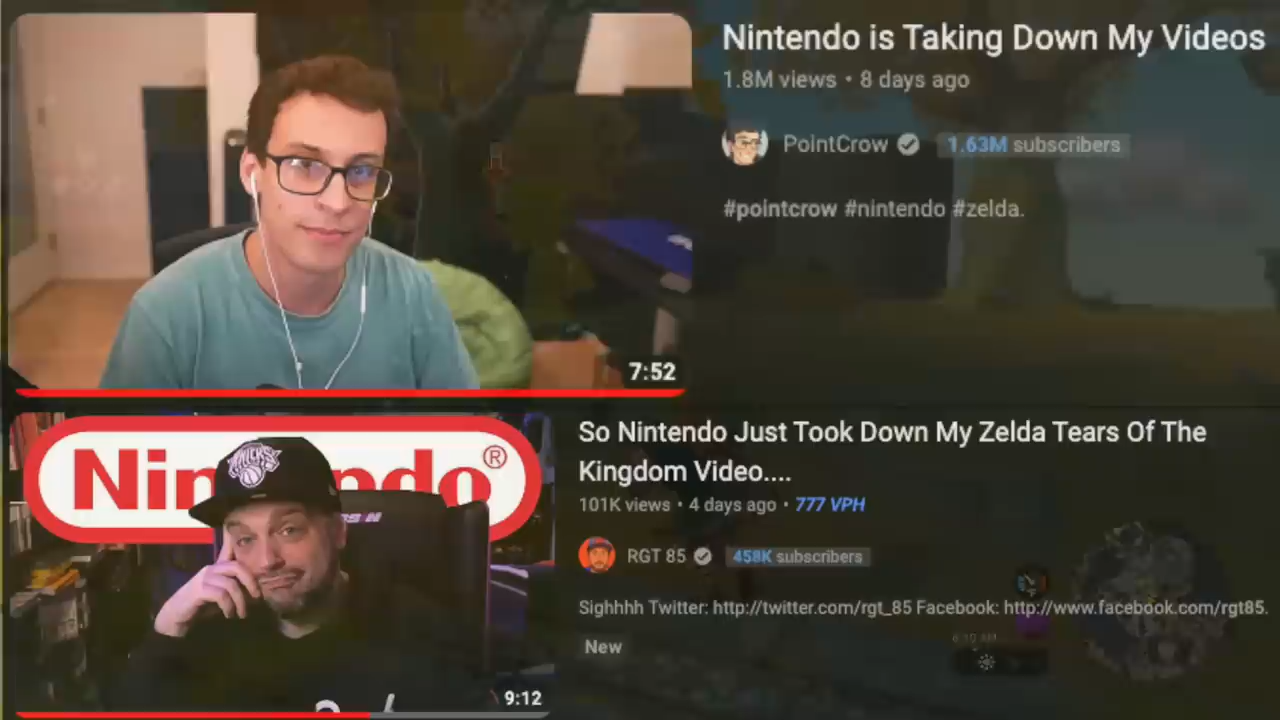 Nintendo is Taking Down My Videos
1.8M views • 8 days ago
PointCrow
1.63M subscribers
#pointcrow #nintendo #zelda.
7:52
Nin ndo®
KNICKS
So Nintendo Just Took Down My Zelda Tears Of The
Kingdom Video....
101K views • 4 days ago • 777 VPH
RGT 85
458K subscribers
Sighhhh Twitter: http://twitter.com/rgt_85 Facebook: http://www.facebook.com/rgt85.
New
9:12